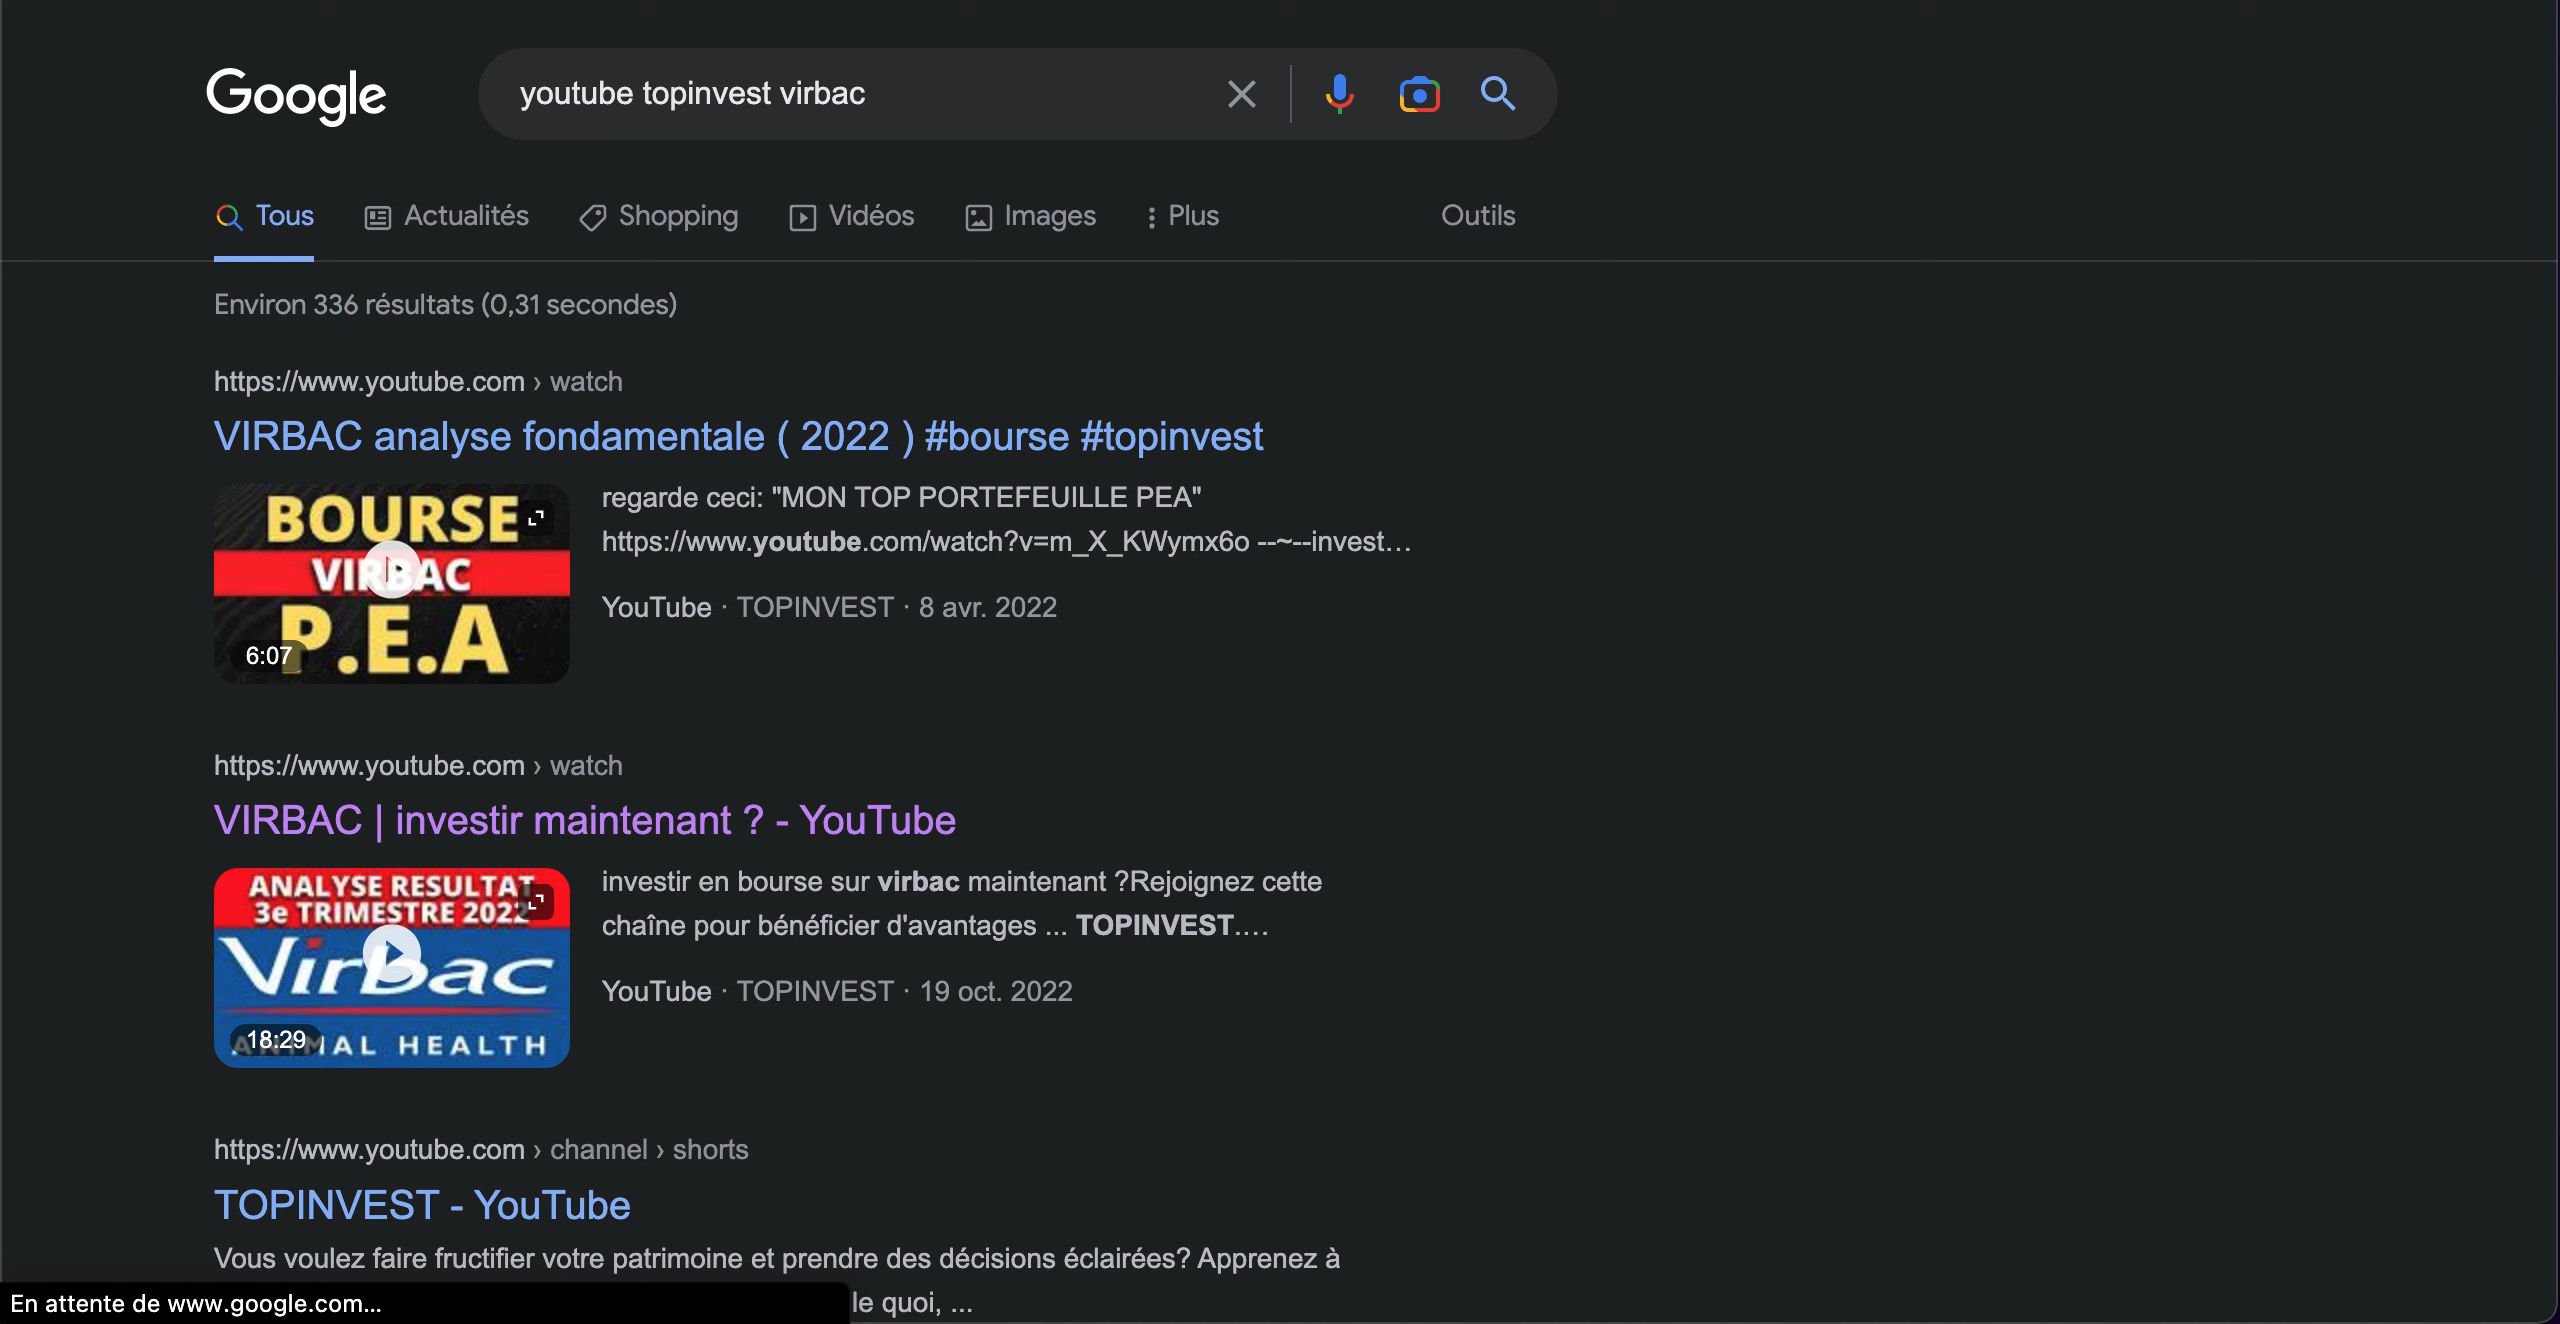 Google
youtube topinvest virbac
Tous
Actualités
Shopping
Vidéos
Images
Plus
Outils
Environ 336 résultats (0,31 secondes)
https://www.youtube.com › watch
VIRBAC analyse fondamentale ( 2022 ) #bourse #topinvest
BOURSE
VIRBAC
P.E.A
6:07
regarde ceci: "MON TOP PORTEFEUILLE PEA"
https://www.youtube.com/watch?v=m_X_KWymx6o --~--invest...
YouTube · TOPINVEST · 8 avr. 2022
https://www.youtube.com › watch
VIRBAC | investir maintenant ? - YouTube
ANALYSE RESULTAT
3e TRIMESTRE 2022
Virbac
ANIMAL HEALTH
18:29
investir en bourse sur virbac maintenant ?Rejoignez cette
chaîne pour bénéficier d'avantages ... TOPINVEST....
YouTube · TOPINVEST · 19 oct. 2022
https://www.youtube.com › channel › shorts
TOPINVEST - YouTube
Vous voulez faire fructifier votre patrimoine et prendre des décisions éclairées? Apprenez à
le quoi, ...
En attente de www.google.com...